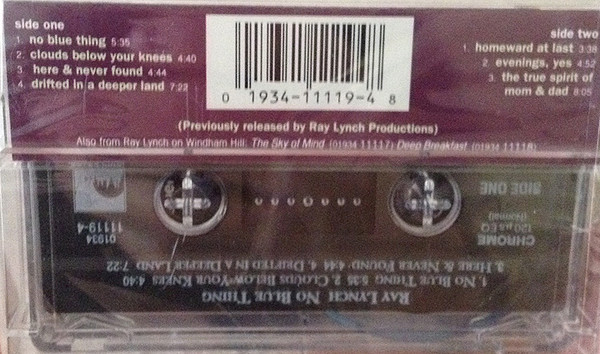 side one
1. no blue thing 5:35
2. clouds below your knees 4:40
3. here & never found 4:44
4. drifted in a deeper land 7:22
0 1934-11119-4 8
side two
1. homeward at last 3:38
2. evenings, yes 4:52
3. the true spirit of
mom & dad 8:05
(Previously released by Ray Lynch Productions)
Also from Ray Lynch on Windham Hill: The Sky of Mind (01934 11117) Deep Breakfast (01934 11118)
RAY LYNCH NO BLUE THING
1. NO BLUE THING 5:35 2. CLOUDS BELOW YOUR KNEES 4:40
3. HERE & NEVER FOUND 4:44 4. DRIFTED IN A DEEPER LAND 7:22
CHROME
120 µs EQ
(Normal)
SIDE ONE
01934
11119-4